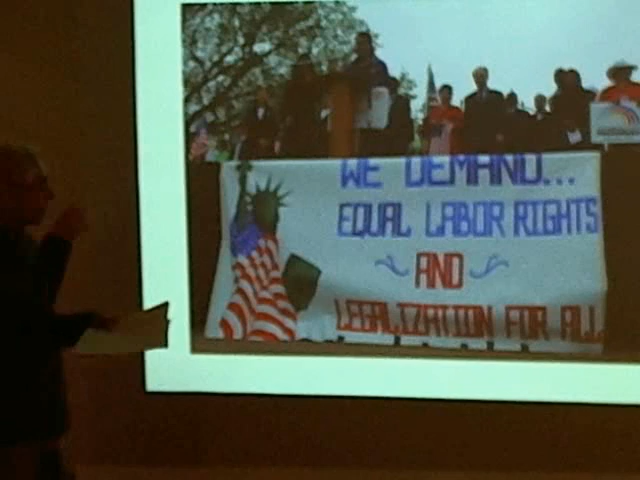 WE DEMAND...
EQUAL LABOR RIGHTS
AND
LEGALIZATION FOR ALL